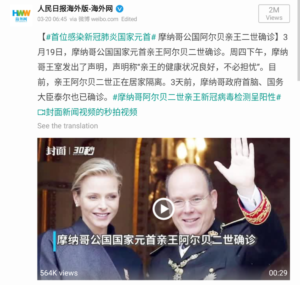 人民日报海外版-海外网
03-20 06:45 via 微博 weibo.com Edited
2M
Views
【#首位感染新冠肺炎国家元首# 摩纳哥阿尔贝二世确诊】3
月19日，摩纳哥公国国家元首亲王阿尔贝二世确诊。周四下午，摩
纳哥王室发出了声明，声明称“亲王的健康状况良好，不必担忧”。目
前，亲王阿尔贝二世正在居家隔离。3天前，摩纳哥政府首脑、国务
大臣泰尔也已确诊。#摩纳哥阿尔贝二世亲王新冠病毒检测呈阳性#
封面新闻视频的秒拍视频
See the translation
封面 30秒
摩纳哥公国国家元首亲王阿尔贝二世确诊
564K views
00:29